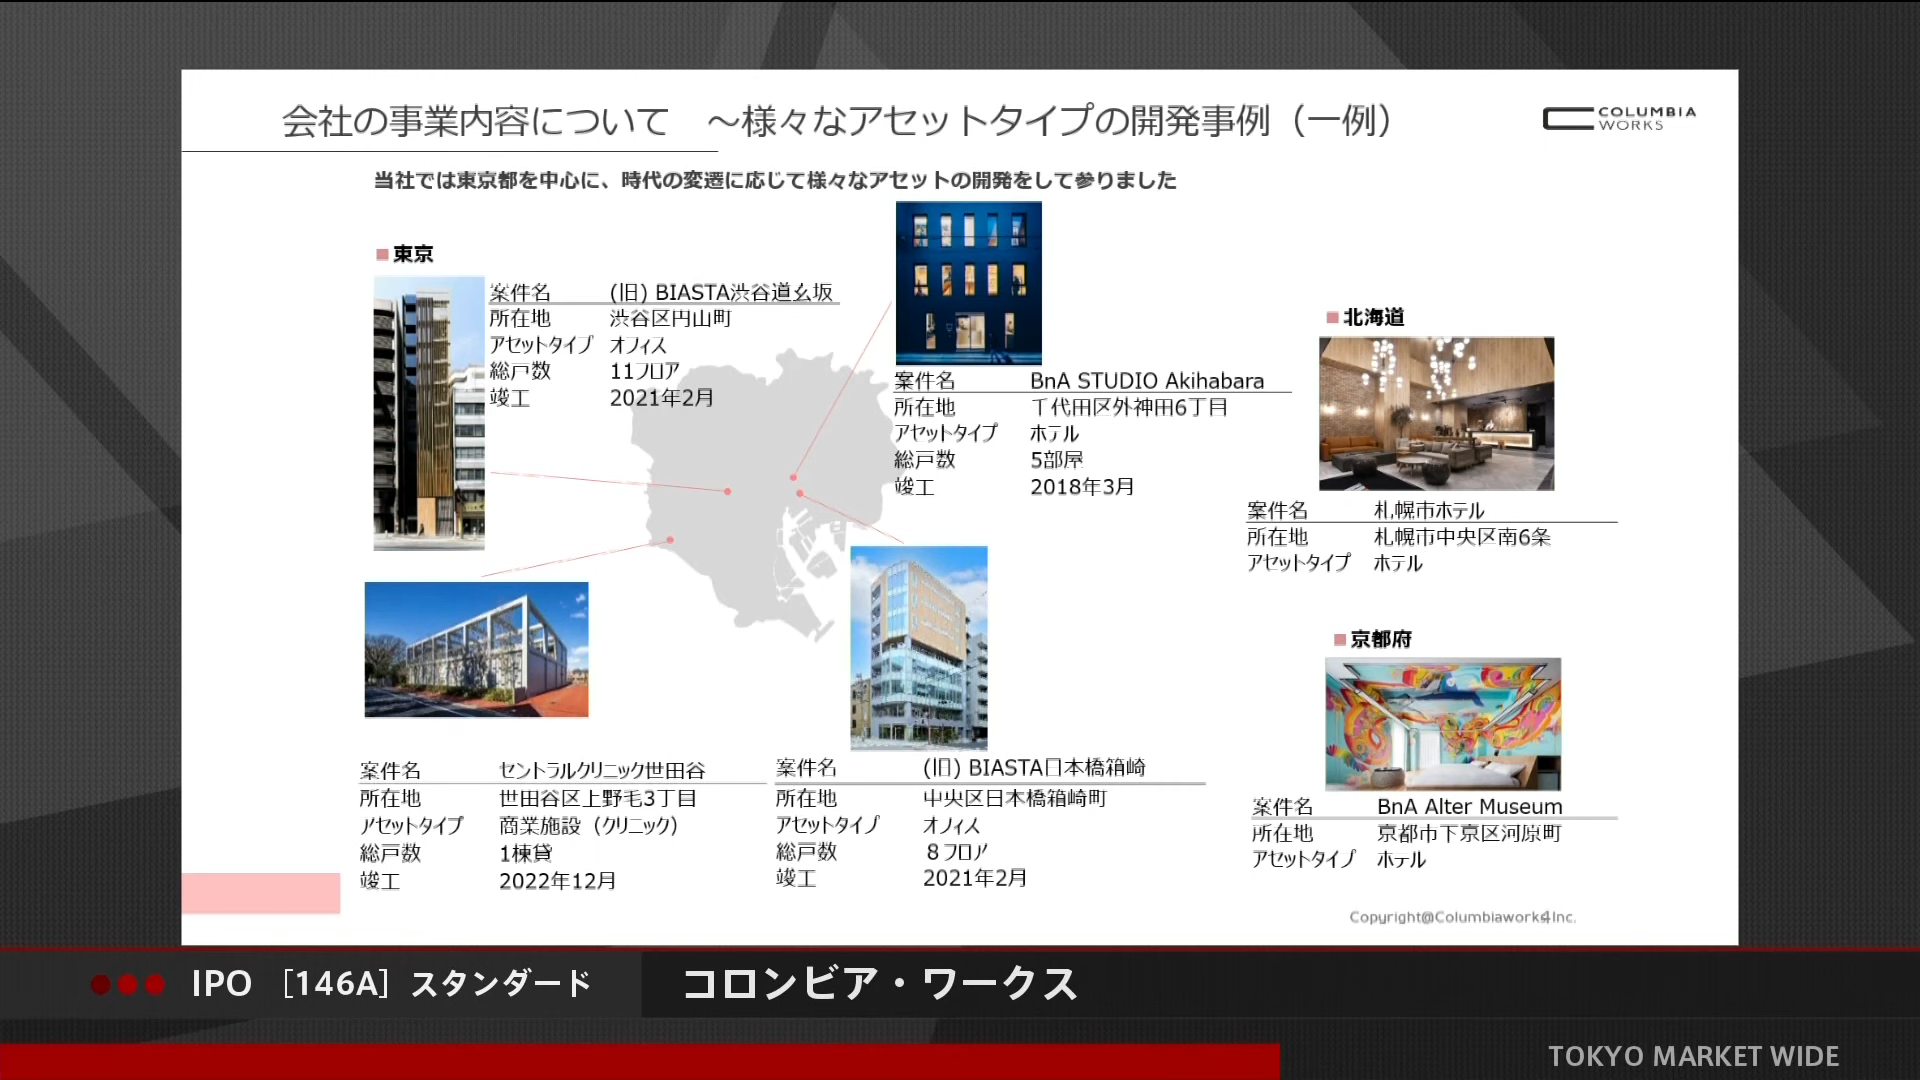 会社の事業内容について　～様々なアセットタイプの開発事例（一例）
COLUMBIA
WORKS
当社では東京都を中心に、時代の変遷に応じて様々なアセットの開発をして参りました
東京
案件名 (旧) BIASTA渋谷道玄坂
所在地 渋谷区円山町
アセットタイプ オフィス
総戸数 11フロア
竣工 2021年2月
案件名 BnA STUDIO Akihabara
所在地 千代田区外神田6丁目
アセットタイプ ホテル
総戸数 5部屋
竣工 2018年3月
北海道
案件名 札幌市ホテル
所在地 札幌市中央区南6条
アセットタイプ ホテル
案件名 セントラルクリニック世田谷
所在地 世田谷区上野毛3丁目
アセットタイプ 商業施設（クリニック）
総戸数 1棟貸
竣工 2022年12月
案件名 (旧) BIASTA日本橋箱崎
所在地 中央区日本橋箱崎町
アセットタイプ オフィス
総戸数 8フロア
竣工 2021年2月
京都府
案件名 BnA Alter Museum
所在地 京都市下京区河原町
アセットタイプ ホテル
Copyright@Columbiaworks Inc.
4
IPO ［146A］スタンダード
コロンビア・ワークス
TOKYO MARKET WIDE